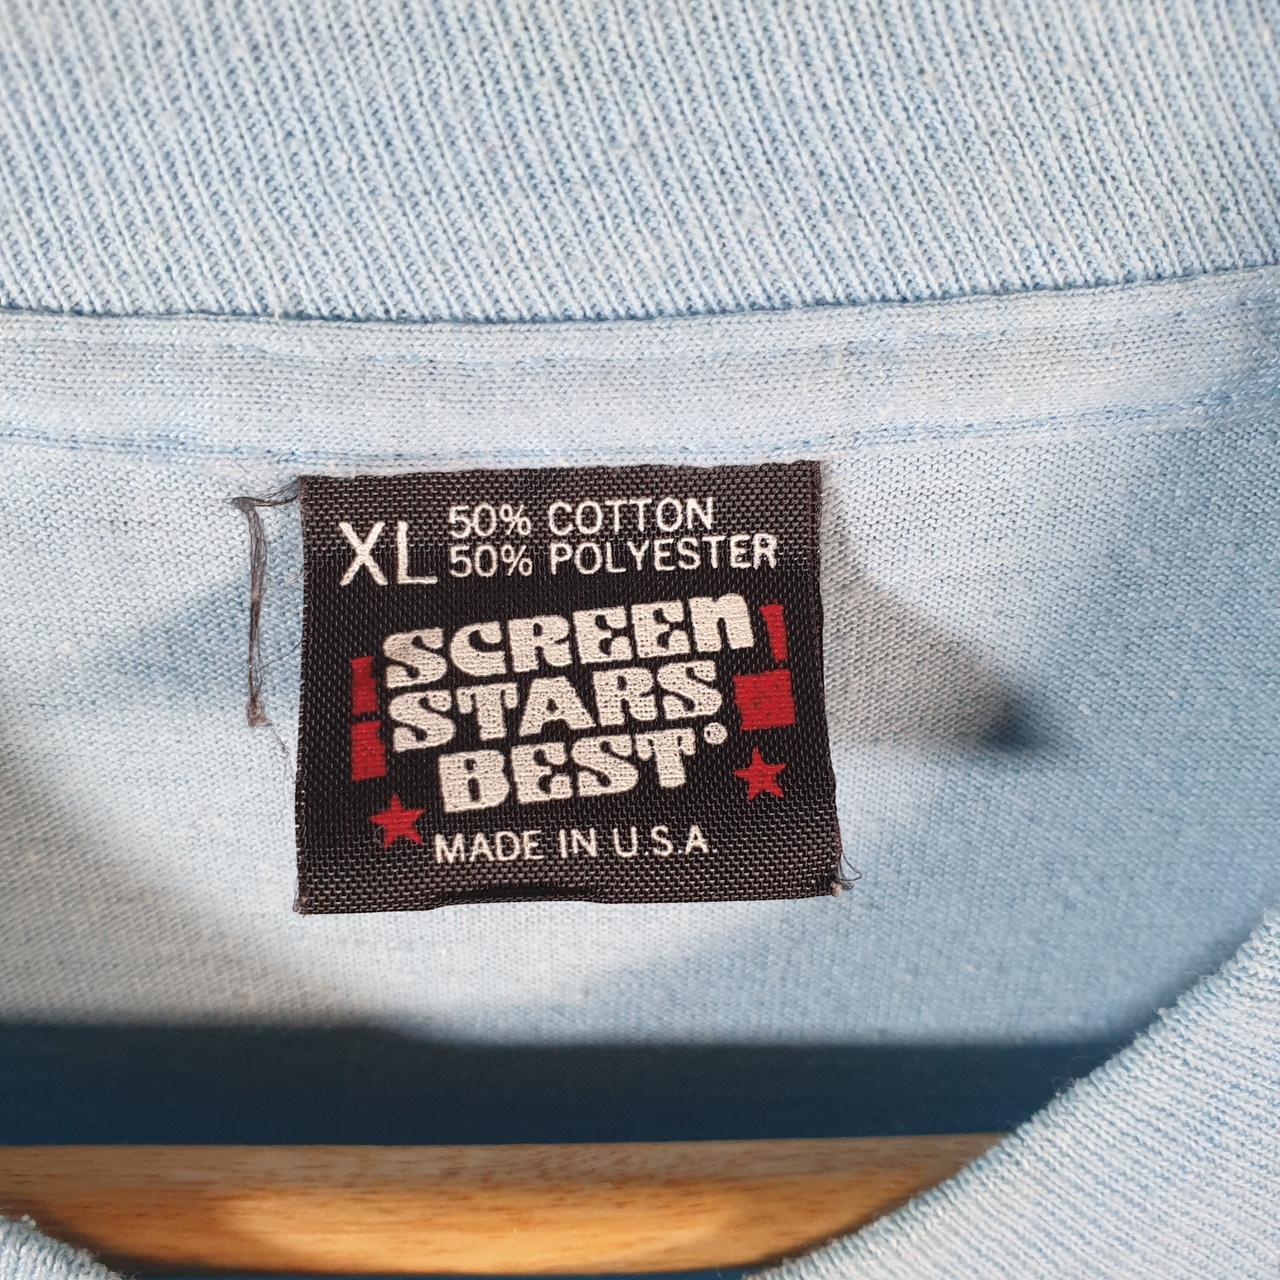 XL 50% COTTON
50% POLYESTER
SCREEN
STARS
BEST®
MADE IN U.S.A.